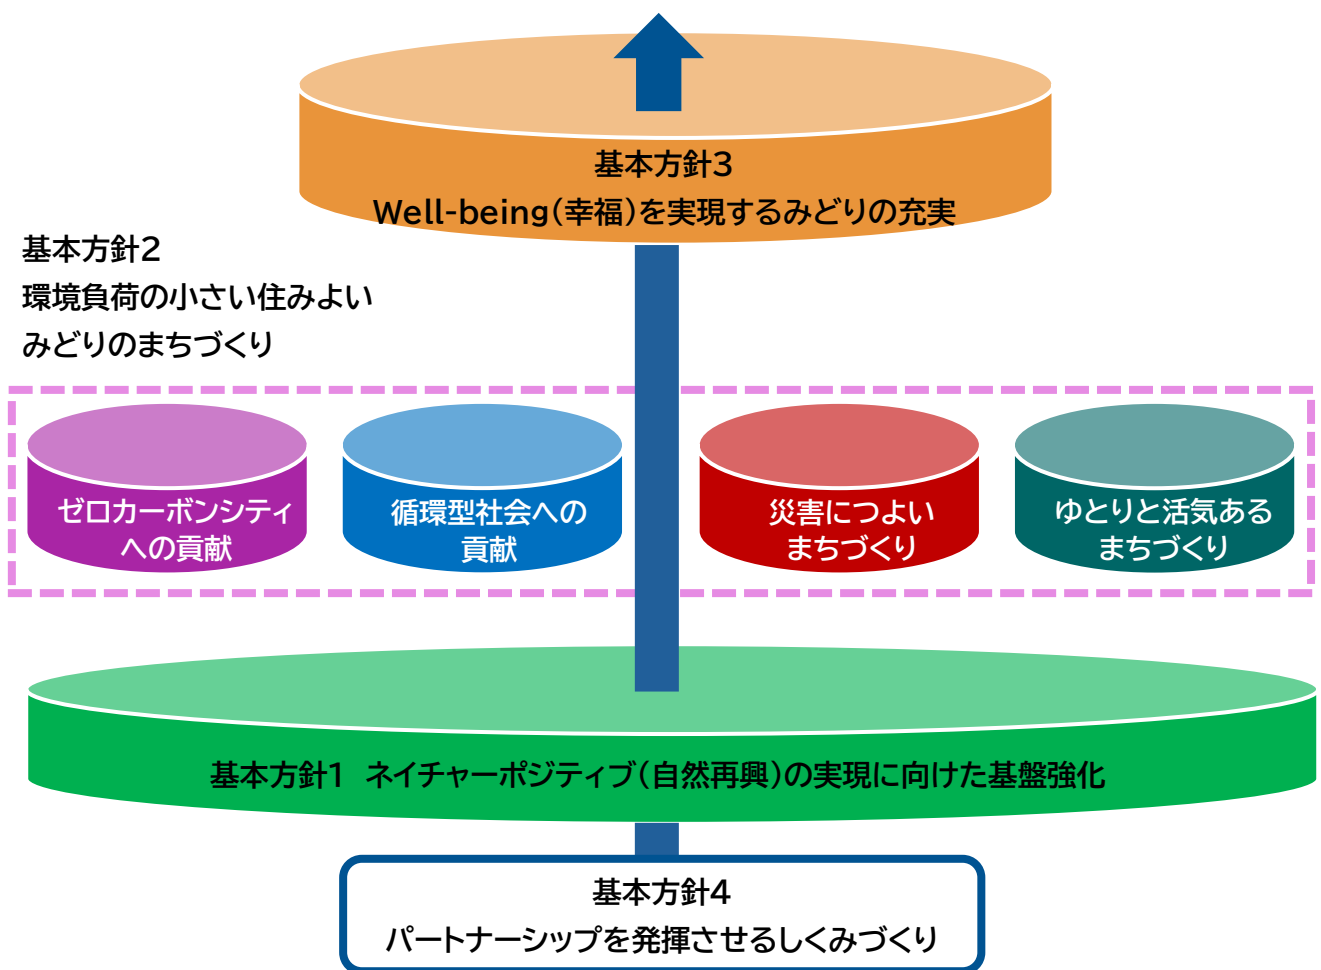 基本方針3
Well-being(幸福)を実現するみどりの充実
基本方針2
環境負荷の小さい住みよい
みどりのまちづくり
ゼロカーボンシティ
への貢献
循環型社会への
貢献
災害につよい
まちづくり
ゆとりと活気ある
まちづくり
基本方針1　ネイチャーポジティブ(自然再興)の実現に向けた基盤強化
基本方針4
パートナーシップを発揮させるしくみづくり